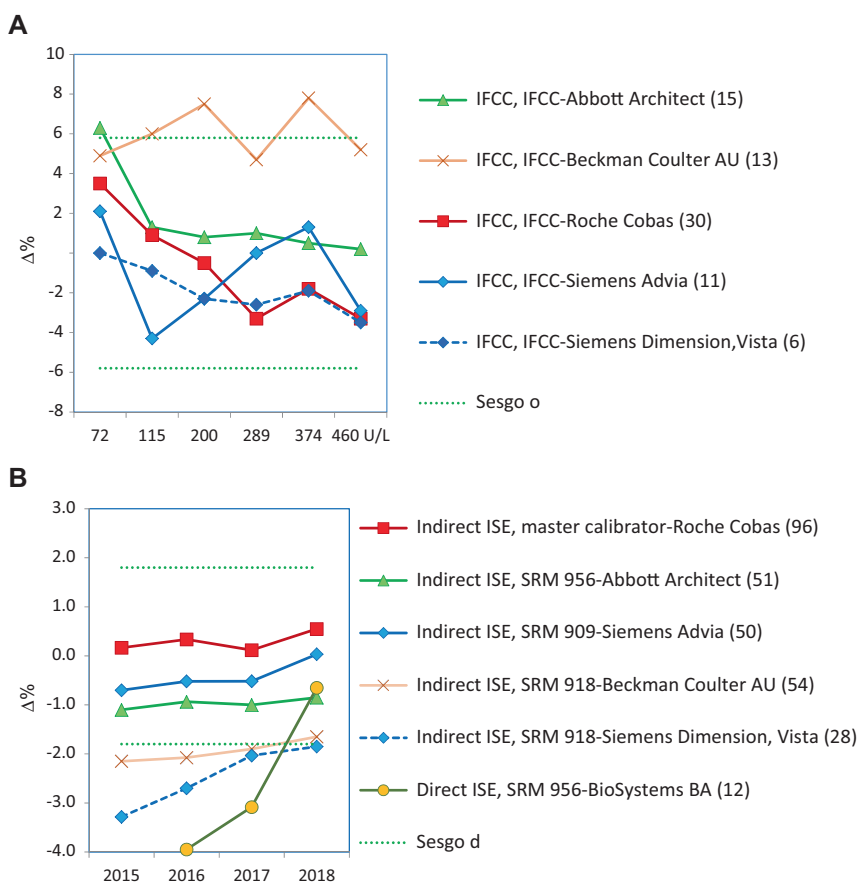 A
10
8
6
4
2
-2
-4
-6
-8
Δ%
72 115 200 289 374 460 U/L
IFCC, IFCC-Abbott Architect (15)
IFCC, IFCC-Beckman Coulter AU (13)
IFCC, IFCC-Roche Cobas (30)
IFCC, IFCC-Siemens Advia (11)
IFCC, IFCC-Siemens Dimension,Vista (6)
Sesgo o
B
3.0
2.0
1.0
0.0
-1.0
-2.0
-3.0
-4.0
Δ%
2015 2016 2017 2018
Indirect ISE, master calibrator-Roche Cobas (96)
Indirect ISE, SRM 956-Abbott Architect (51)
Indirect ISE, SRM 909-Siemens Advia (50)
Indirect ISE, SRM 918-Beckman Coulter AU (54)
Indirect ISE, SRM 918-Siemens Dimension, Vista (28)
Direct ISE, SRM 956-BioSystems BA (12)
Sesgo d